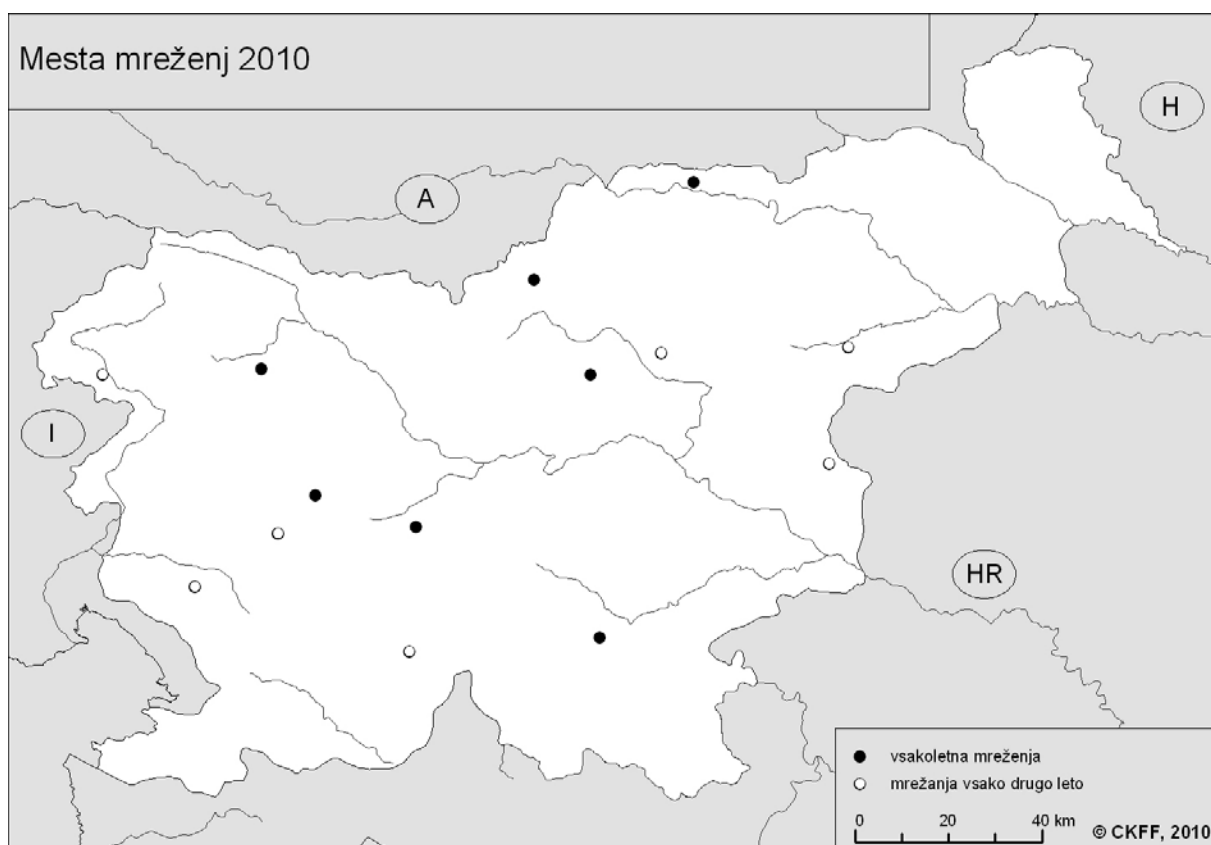 Mesta mreženj 2010
H
A
I
HR
vsakoletna mreženja
mrežanja vsako drugo leto
0 20 40 km
© CKFF, 2010